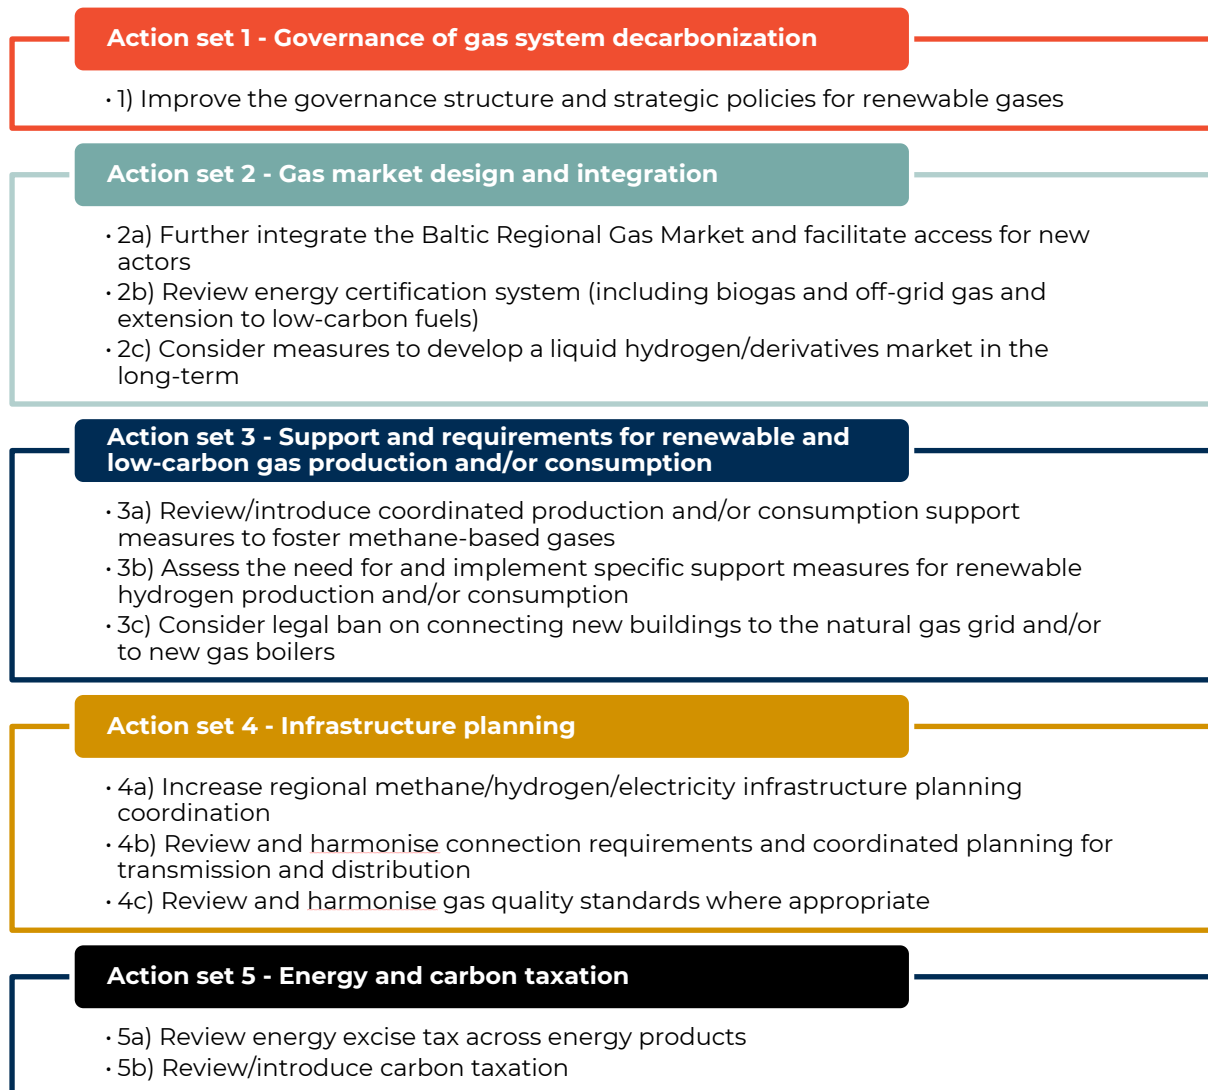 Action set 1 - Governance of gas system decarbonization
• 1) Improve the governance structure and strategic policies for renewable gases
Action set 2 - Gas market design and integration
• 2a) Further integrate the Baltic Regional Gas Market and facilitate access for new
actors
• 2b) Review energy certification system (including biogas and off-grid gas and
extension to low-carbon fuels)
• 2c) Consider measures to develop a liquid hydrogen/derivatives market in the
long-term
Action set 3 - Support and requirements for renewable and
low-carbon gas production and/or consumption
• 3a) Review/introduce coordinated production and/or consumption support
measures to foster methane-based gases
• 3b) Assess the need for and implement specific support measures for renewable
hydrogen production and/or consumption
• 3c) Consider legal ban on connecting new buildings to the natural gas grid and/or
to new gas boilers
Action set 4 - Infrastructure planning
• 4a) Increase regional methane/hydrogen/electricity infrastructure planning
coordination
• 4b) Review and harmonise connection requirements and coordinated planning for
transmission and distribution
• 4c) Review and harmonise gas quality standards where appropriate
Action set 5 - Energy and carbon taxation
• 5a) Review energy excise tax across energy products
• 5b) Review/introduce carbon taxation